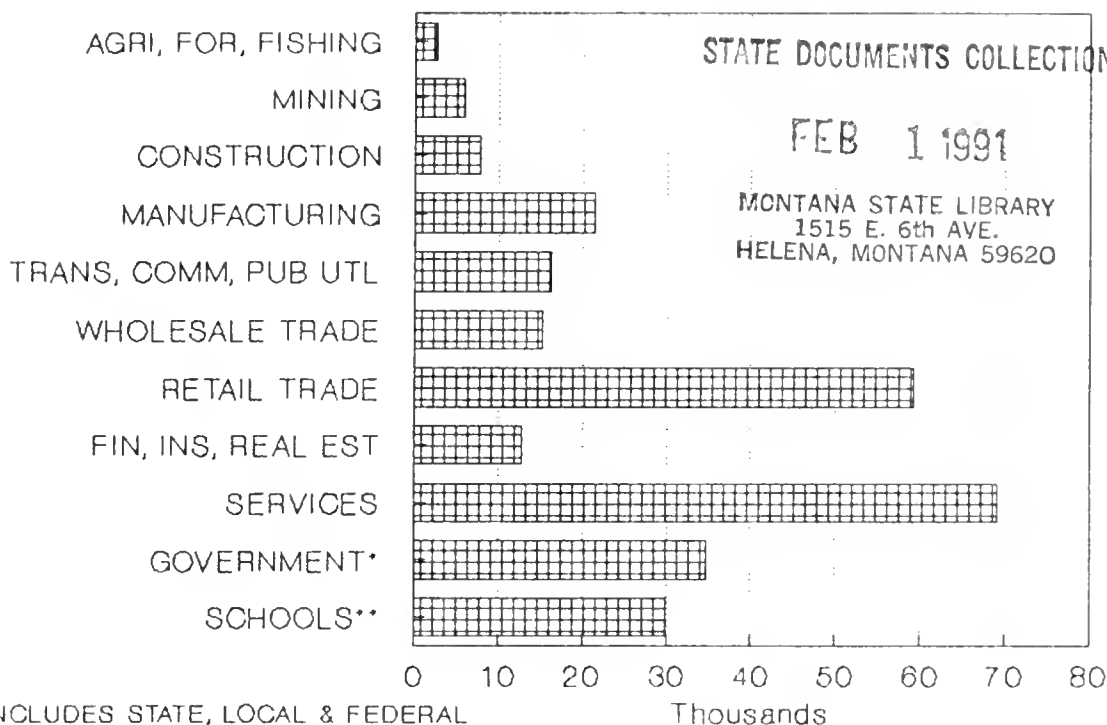 AGRI, FOR, FISHING
MINING
CONSTRUCTION
MANUFACTURING
TRANS, COMM, PUB UTL
WHOLESALE TRADE
RETAIL TRADE
FIN, INS, REAL EST
SERVICES
GOVERNMENT*
SCHOOLS**
STATE DOCUMENTS COLLECTION
FEB 1 1991
MONTANA STATE LIBRARY
1515 E. 6th AVE.
HELENA, MONTANA 59620
0 10 20 30 40 50 60 70 80
Thousands
NCLUDES STATE, LOCAL & FEDERAL